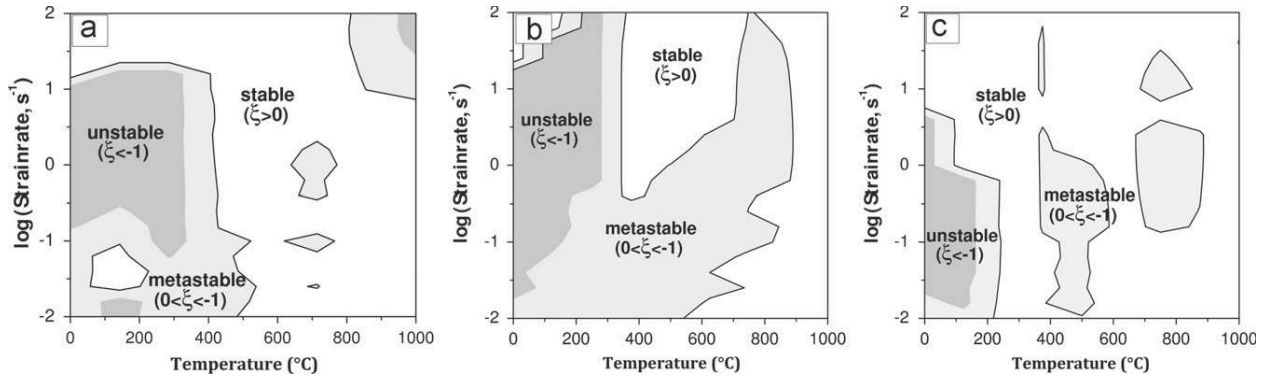 a
2
1
0
-1
-2
log (Strainrate, s⁻¹)
stable
(ξ>0)
unstable
(ξ<-1)
metastable
(0<ξ<-1)
0
200
400
600
800
1000
Temperature (°C)
b
2
1
0
-1
-2
log (Strainrate, s⁻¹)
stable
(ξ>0)
unstable
(ξ<-1)
metastable
(0<ξ<-1)
0
200
400
600
800
1000
Temperature (°C)
c
2
1
0
-1
-2
log (Strainrate, s⁻¹)
stable
(ξ>0)
metastable
(0<ξ<-1)
unstable
(ξ<-1)
0
200
400
600
800
1000
Temperature (°C)